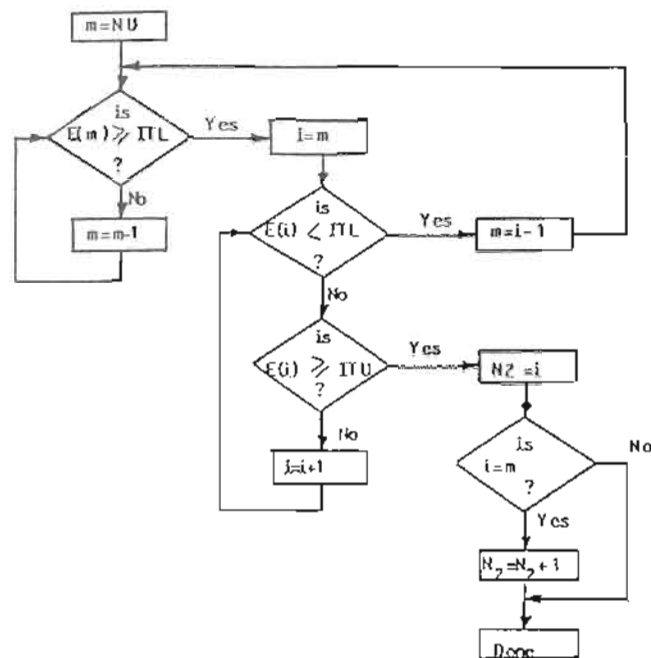 m=NU
is
E(m) ≥ ITL
?
Yes
No
m=m-1
i=m
is
E(i) < ITL
?
Yes
m=i-1
No
is
E(i) ≥ ITU
?
Yes
N2 =i
No
i=i+1
is
i=m
?
No
Yes
N₂=N₂+1
Done